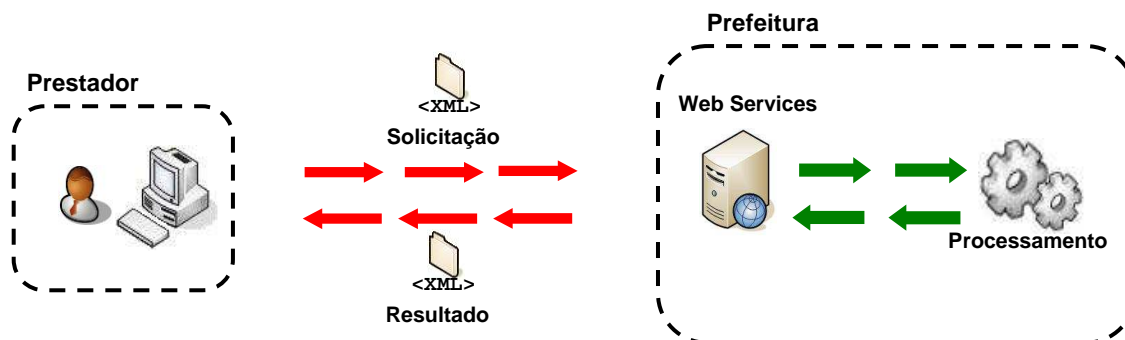 Prefeitura
Prestador
<XML>
Solicitação
Web Services
Processamento
<XML>
Resultado